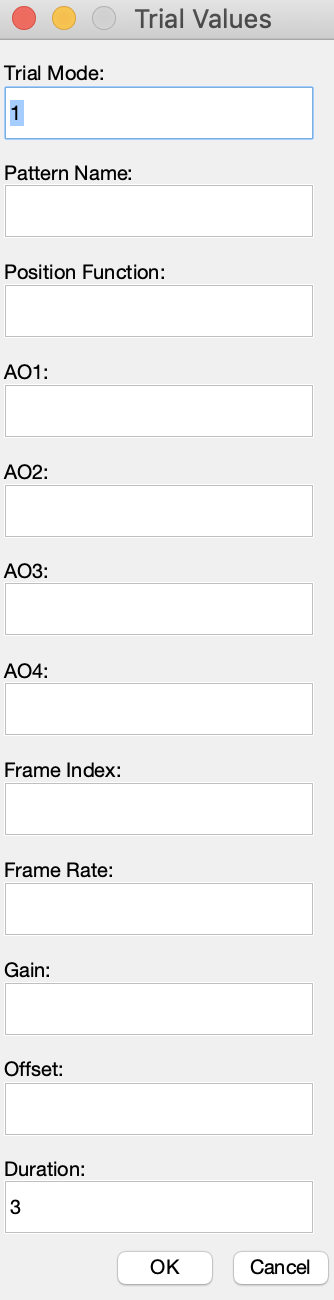 Trial Values
Trial Mode:
1
Pattern Name:
Position Function:
AO1:
AO2:
AO3:
AO4:
Frame Index:
Frame Rate:
Gain:
Offset:
Duration:
3
OK Cancel